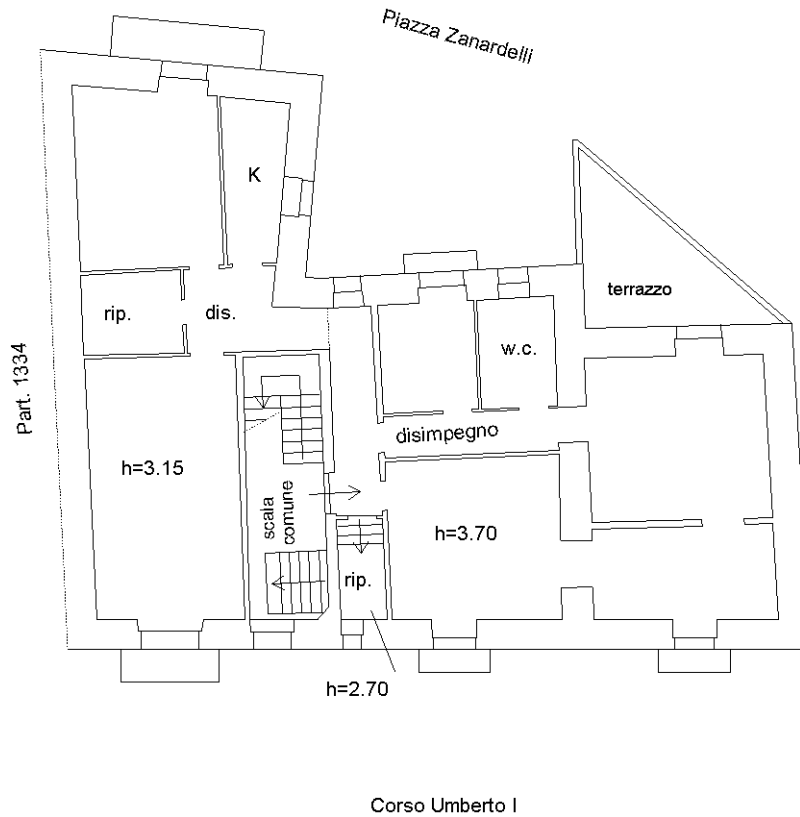 Piazza Zanardelli
K
terrazzo
rip.
dis.
w.c.
Part. 1334
disimpegno
h=3.15
scala
comune
h=3.70
rip.
h=2.70
Corso Umberto I